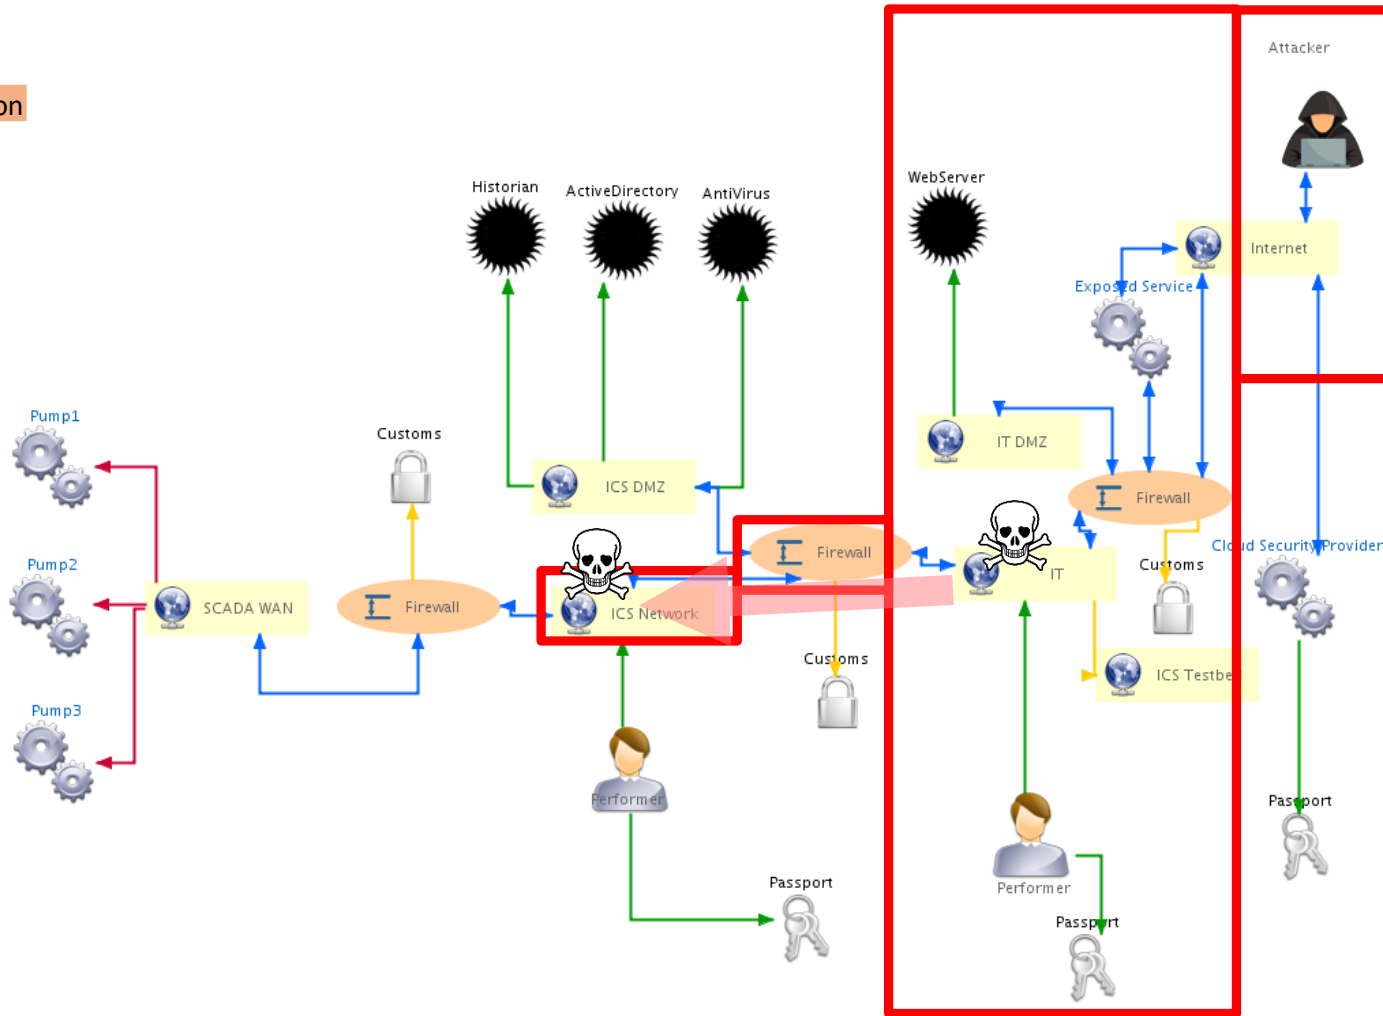 on
Attacker
Historian
ActiveDirectory
AntiVirus
WebServer
Internet
Exposed Service
Pump1
Customs
IT DMZ
ICS DMZ
Firewall
Firewall
Cloud Security Provider
Pump2
Customs
IT
SCADA WAN
Firewall
ICS Network
Customs
ICS Testbed
Pump3
Performer
Passport
Passport
Performer
Passport